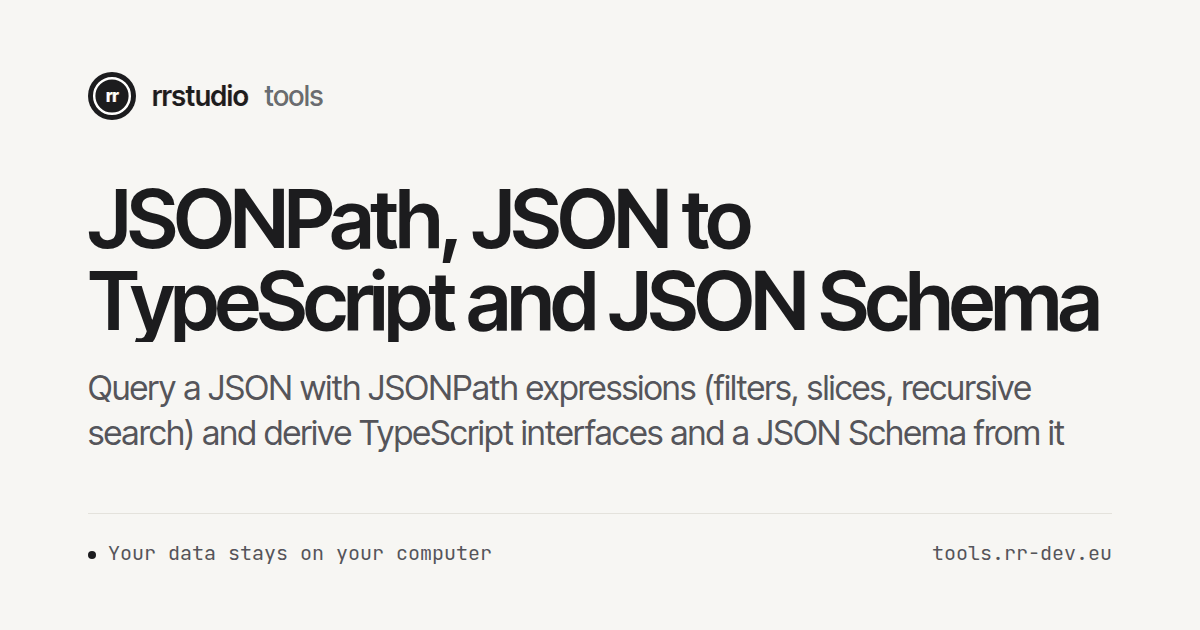 rr rrstudio tools
JSONPath, JSON to
TypeScript and JSON Schema
Query a JSON with JSONPath expressions (filters, slices, recursive
search) and derive TypeScript interfaces and a JSON Schema from it
Your data stays on your computer
tools.rr-dev.eu